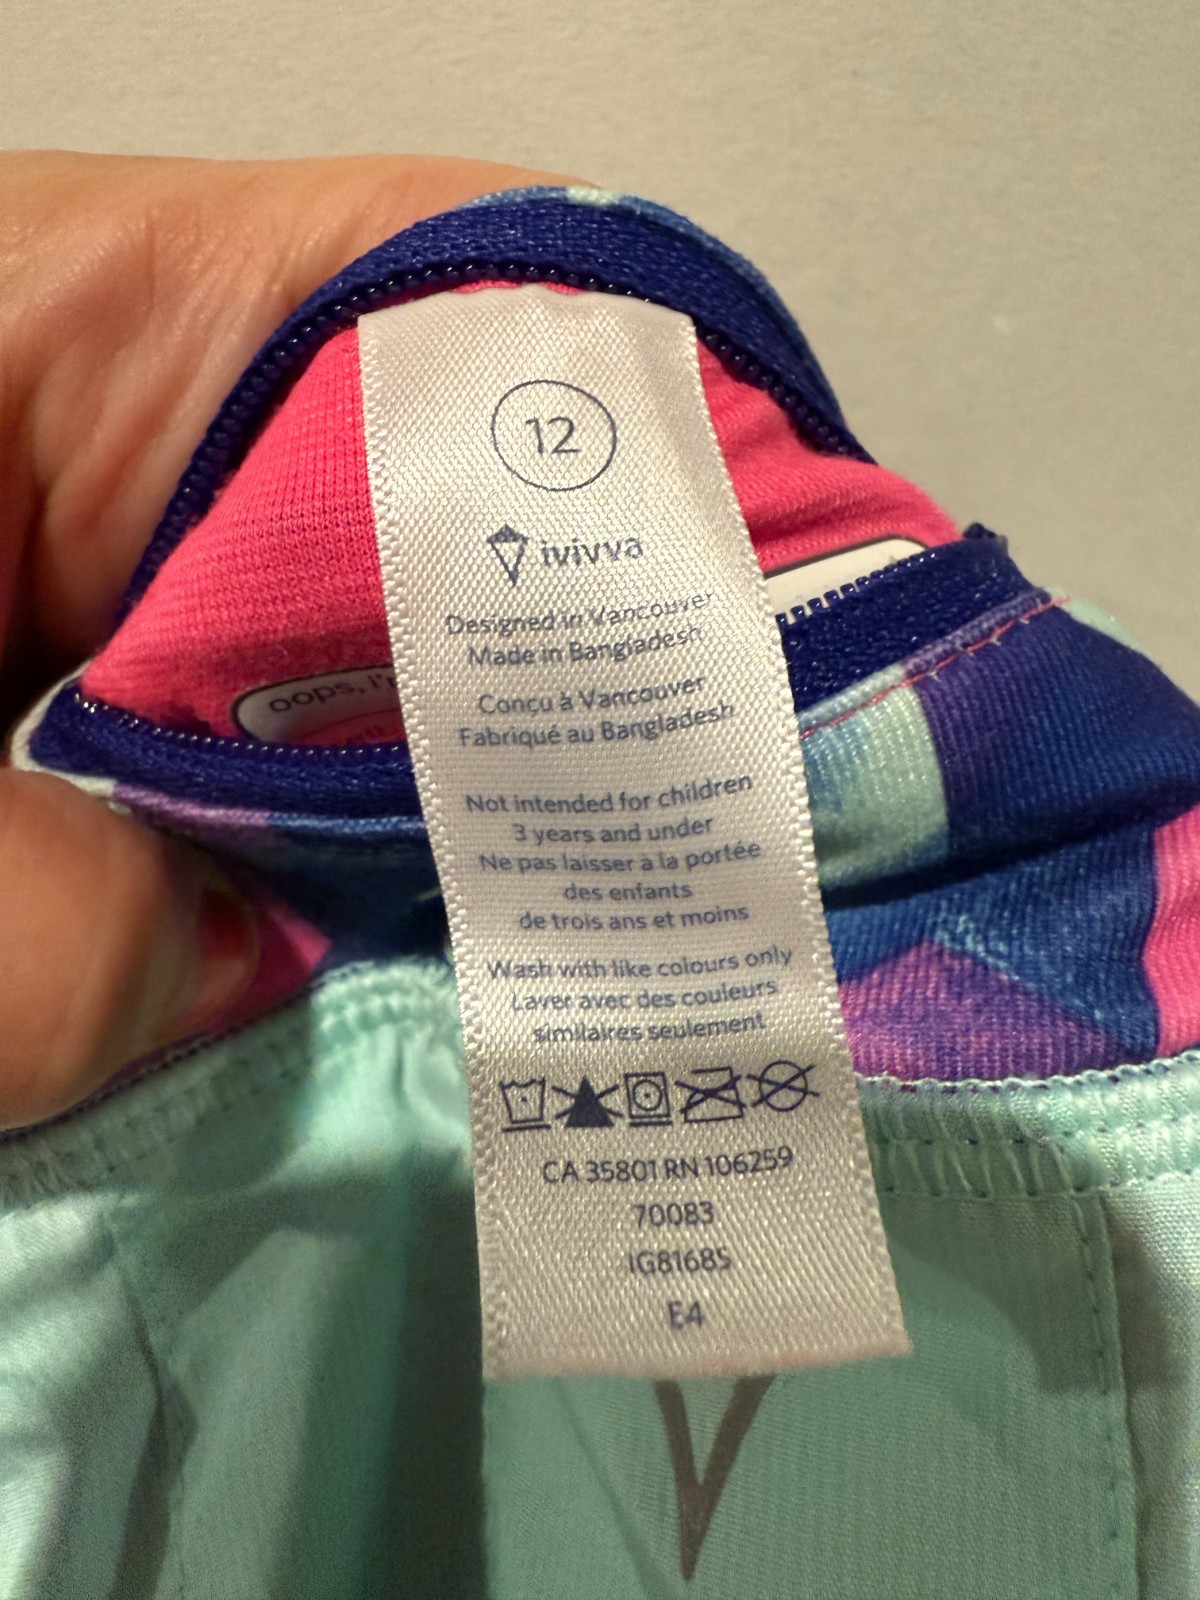 12
ivivva
Designed in Vancouver
Made in Bangladesh
Conçu à Vancouver
Fabriqué au Bangladesh
oops, I'
Not intended for children
3 years and under
Ne pas laisser à la portée
des enfants
de trois ans et moins
Wash with like colours only
Laver avec des couleurs
similaires seulement
CA 35801 RN 106259
70083
IG81685
E4